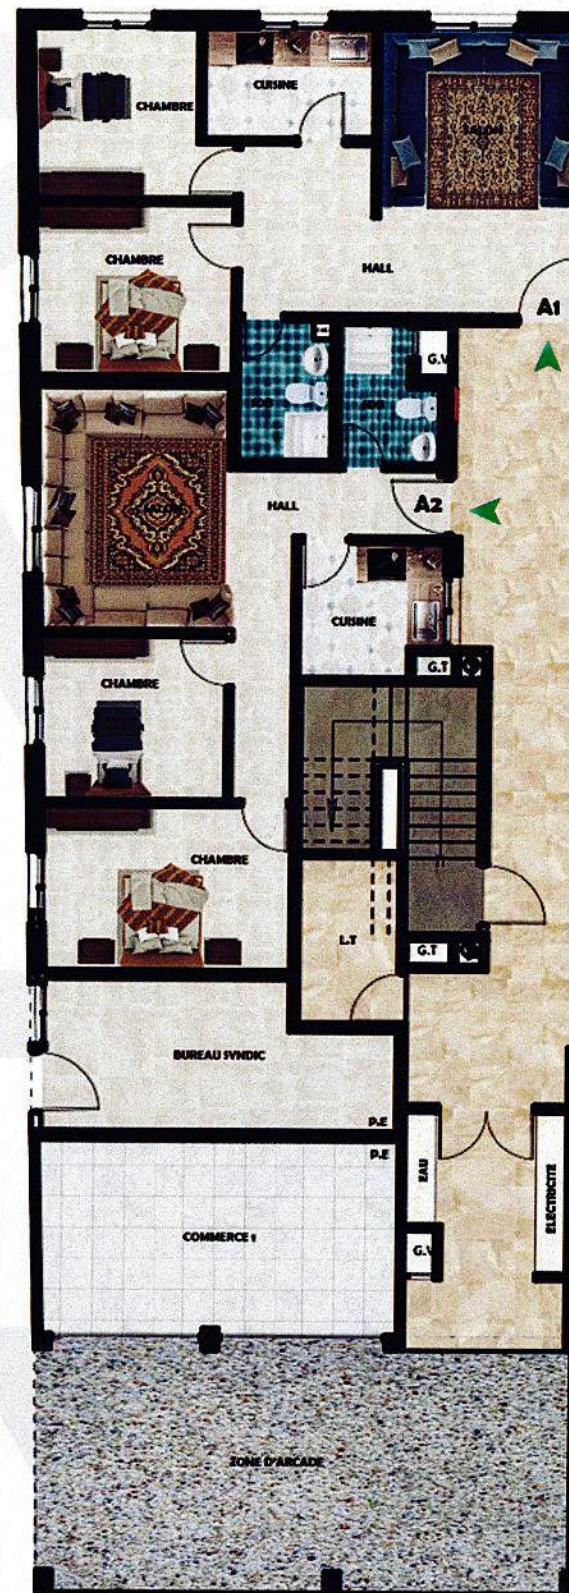 CUISINE
SALON
CHAMBRE
CHAMBRE
HALL
A1
G.V
SDB
HALL
A2
SALON
CUISINE
G.T
CHAMBRE
CHAMBRE
L.T
G.T
BUREAU SYNDIC
P.E
P.E
EAU
ELECTRICITE
COMMERCE 1
G.V
ZONE D'ARCADE